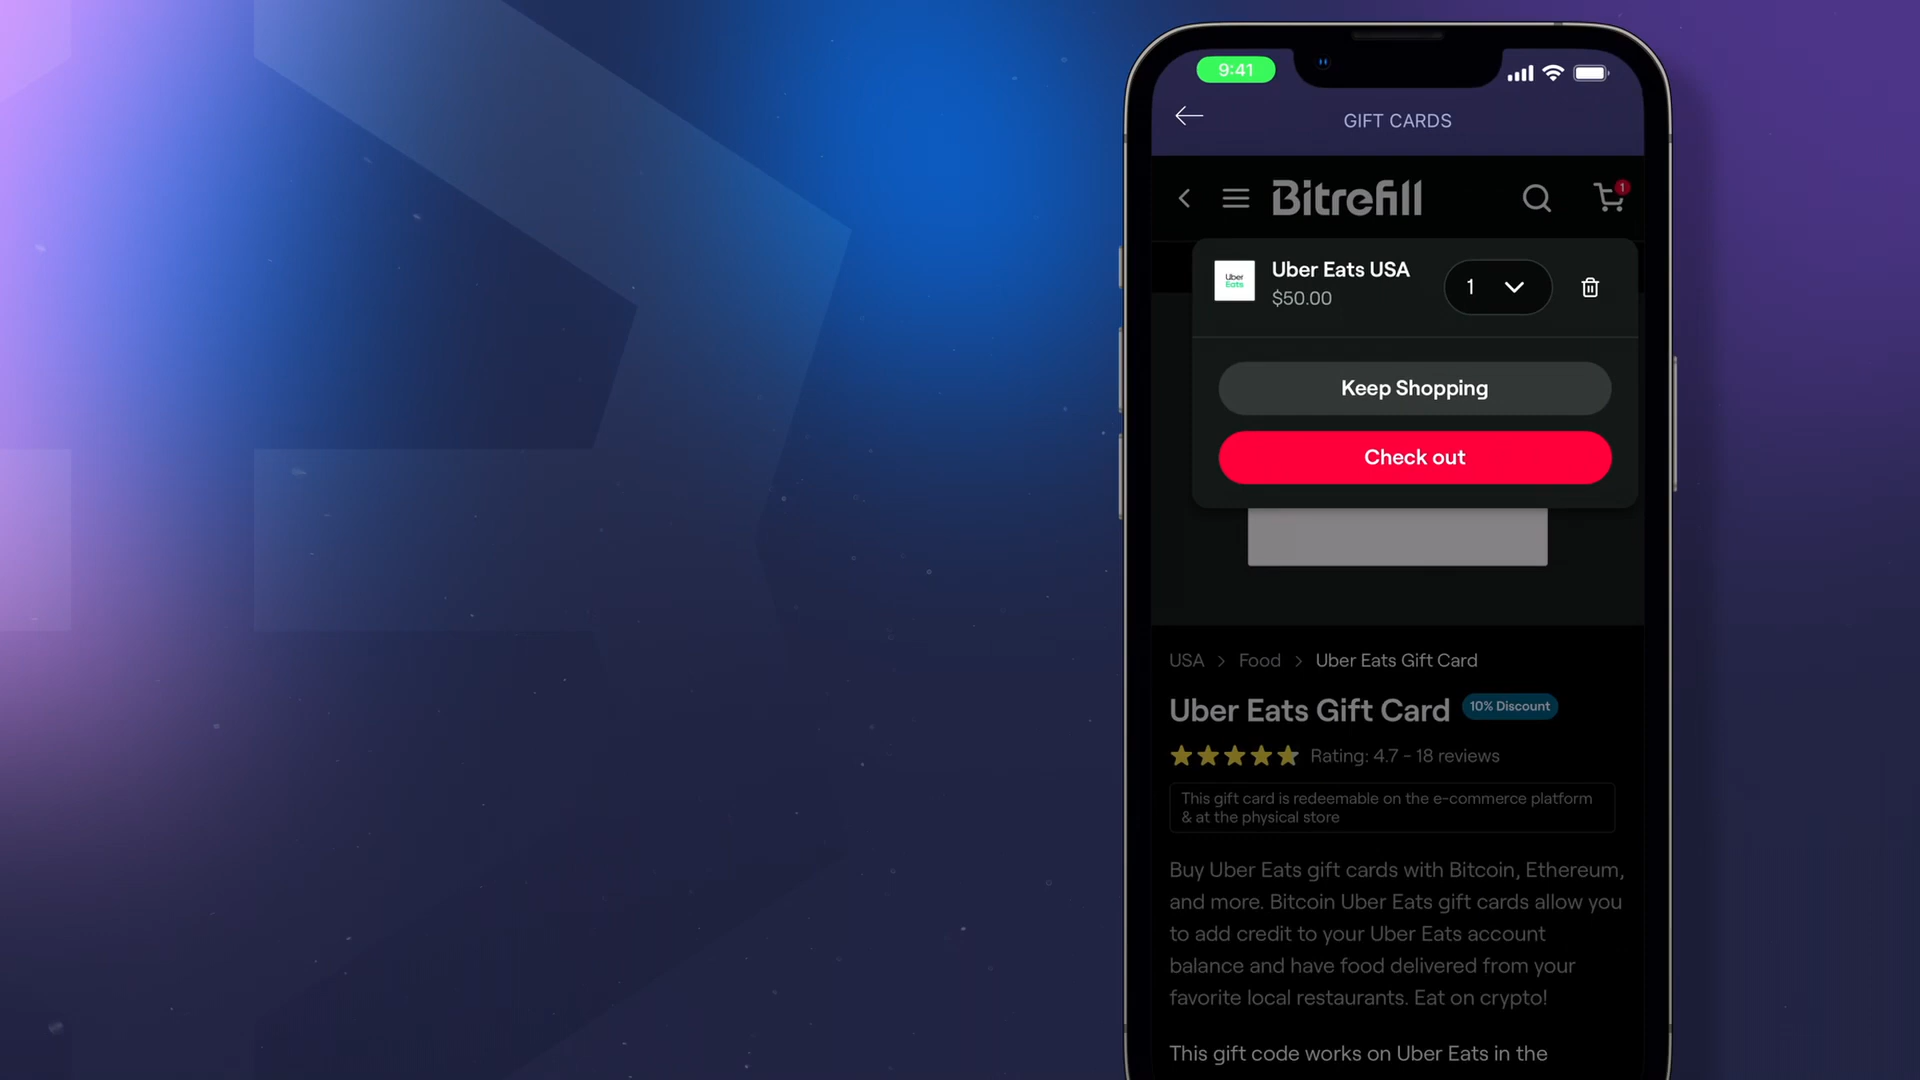 9:41
GIFT CARDS
Bitrefill
1
Uber Eats
Uber Eats USA
$50.00
1
Keep Shopping
Check out
USA > Food > Uber Eats Gift Card
Uber Eats Gift Card
10% Discount
Rating: 4.7 - 18 reviews
This gift card is redeemable on the e-commerce platform
& at the physical store
Buy Uber Eats gift cards with Bitcoin, Ethereum,
and more. Bitcoin Uber Eats gift cards allow you
to add credit to your Uber Eats account
balance and have food delivered from your
favorite local restaurants. Eat on crypto!
This gift code works on Uber Eats in the